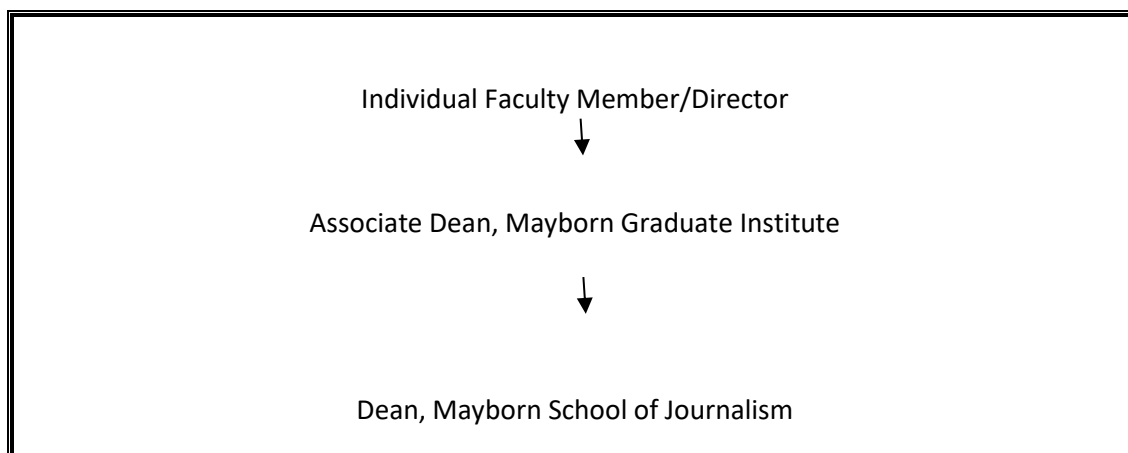 Individual Faculty Member/Director
Associate Dean, Mayborn Graduate Institute
Dean, Mayborn School of Journalism